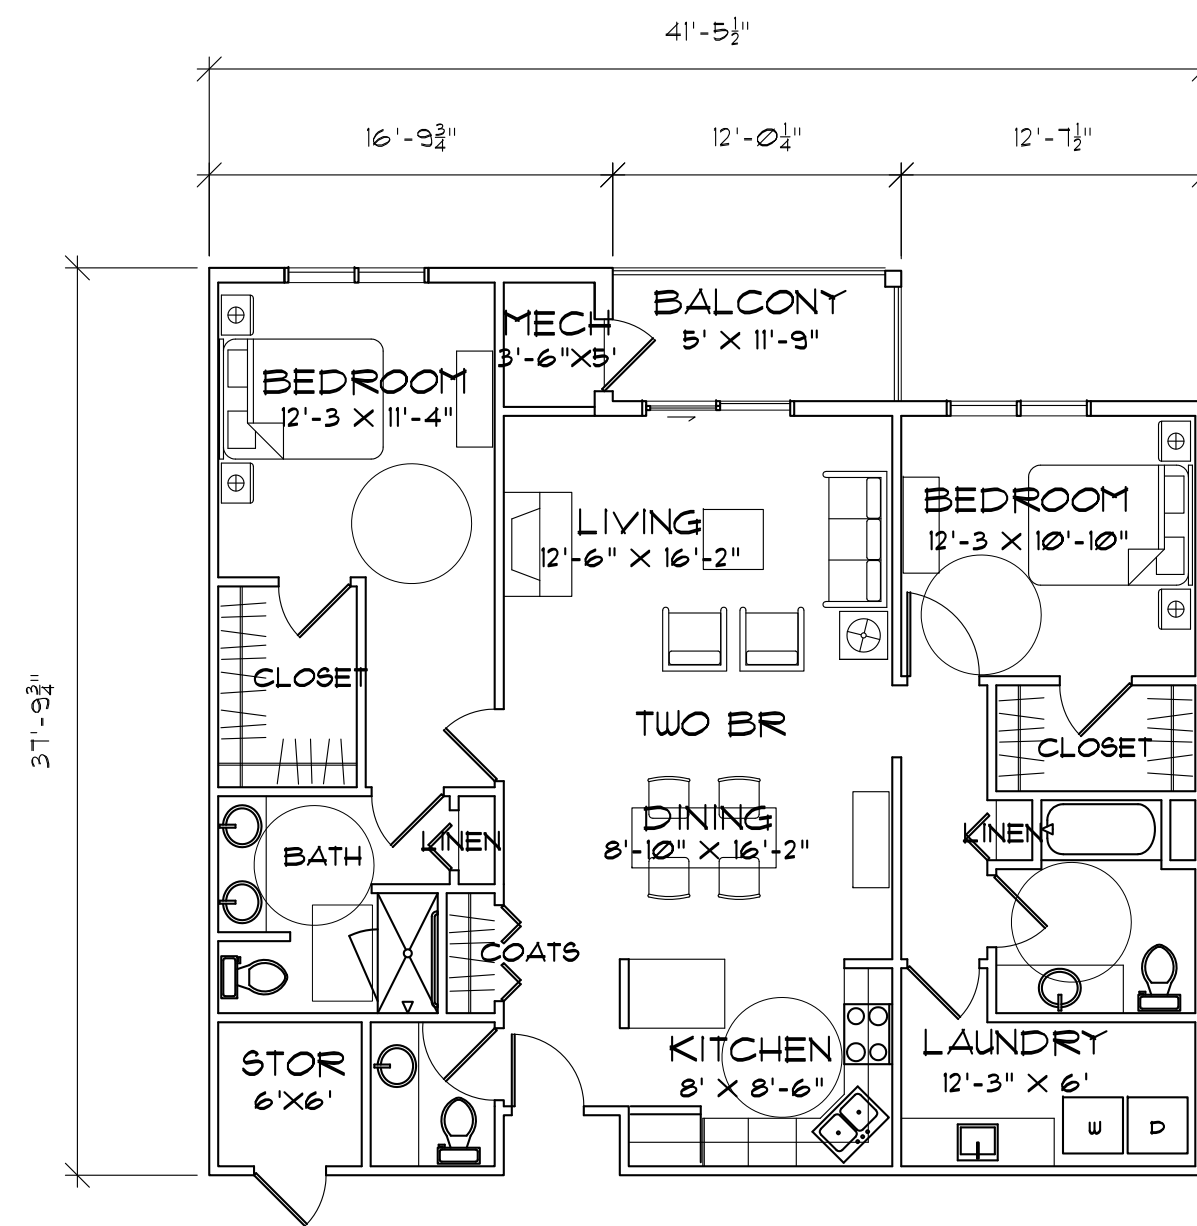 41'-5½"
16'-9¾"
12'-0¼"
12'-7½"
37'-9¾"
BALCONY
5' X 11'-9"
MECH
3'-6"X5'
BEDROOM
12'-3 X 11'-4"
LIVING
12'-6" X 16'-2"
BEDROOM
12'-3 X 10'-10"
CLOSET
TWO BR
CLOSET
DINING
8'-10" X 16'-2"
LINEN
LINEN
BATH
COATS
KITCHEN
8' X 8'-6"
LAUNDRY
12'-3" X 6'
STOR
6'X6'
W
D